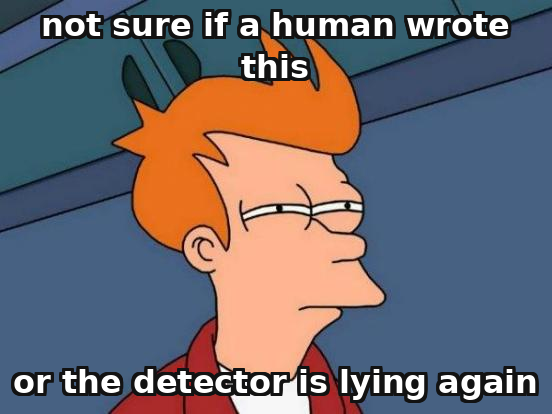 not sure if a human wrote
this
or the detector is lying again